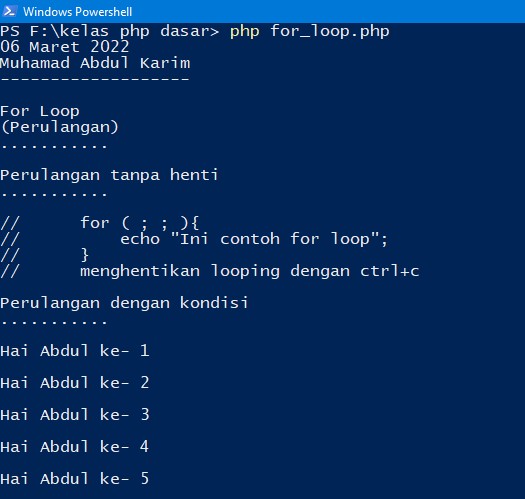 Windows Powershell
PS F:\kelas php dasar> php for_loop.php
06 Maret 2022
Muhamad Abdul Karim
-------------------
For Loop
(Perulangan)
...........
Perulangan tanpa henti
...........
//      for ( ; ; ){
//          echo "Ini contoh for loop";
//      }
//      menghentikan looping dengan ctrl+c
Perulangan dengan kondisi
...........
Hai Abdul ke- 1
Hai Abdul ke- 2
Hai Abdul ke- 3
Hai Abdul ke- 4
Hai Abdul ke- 5